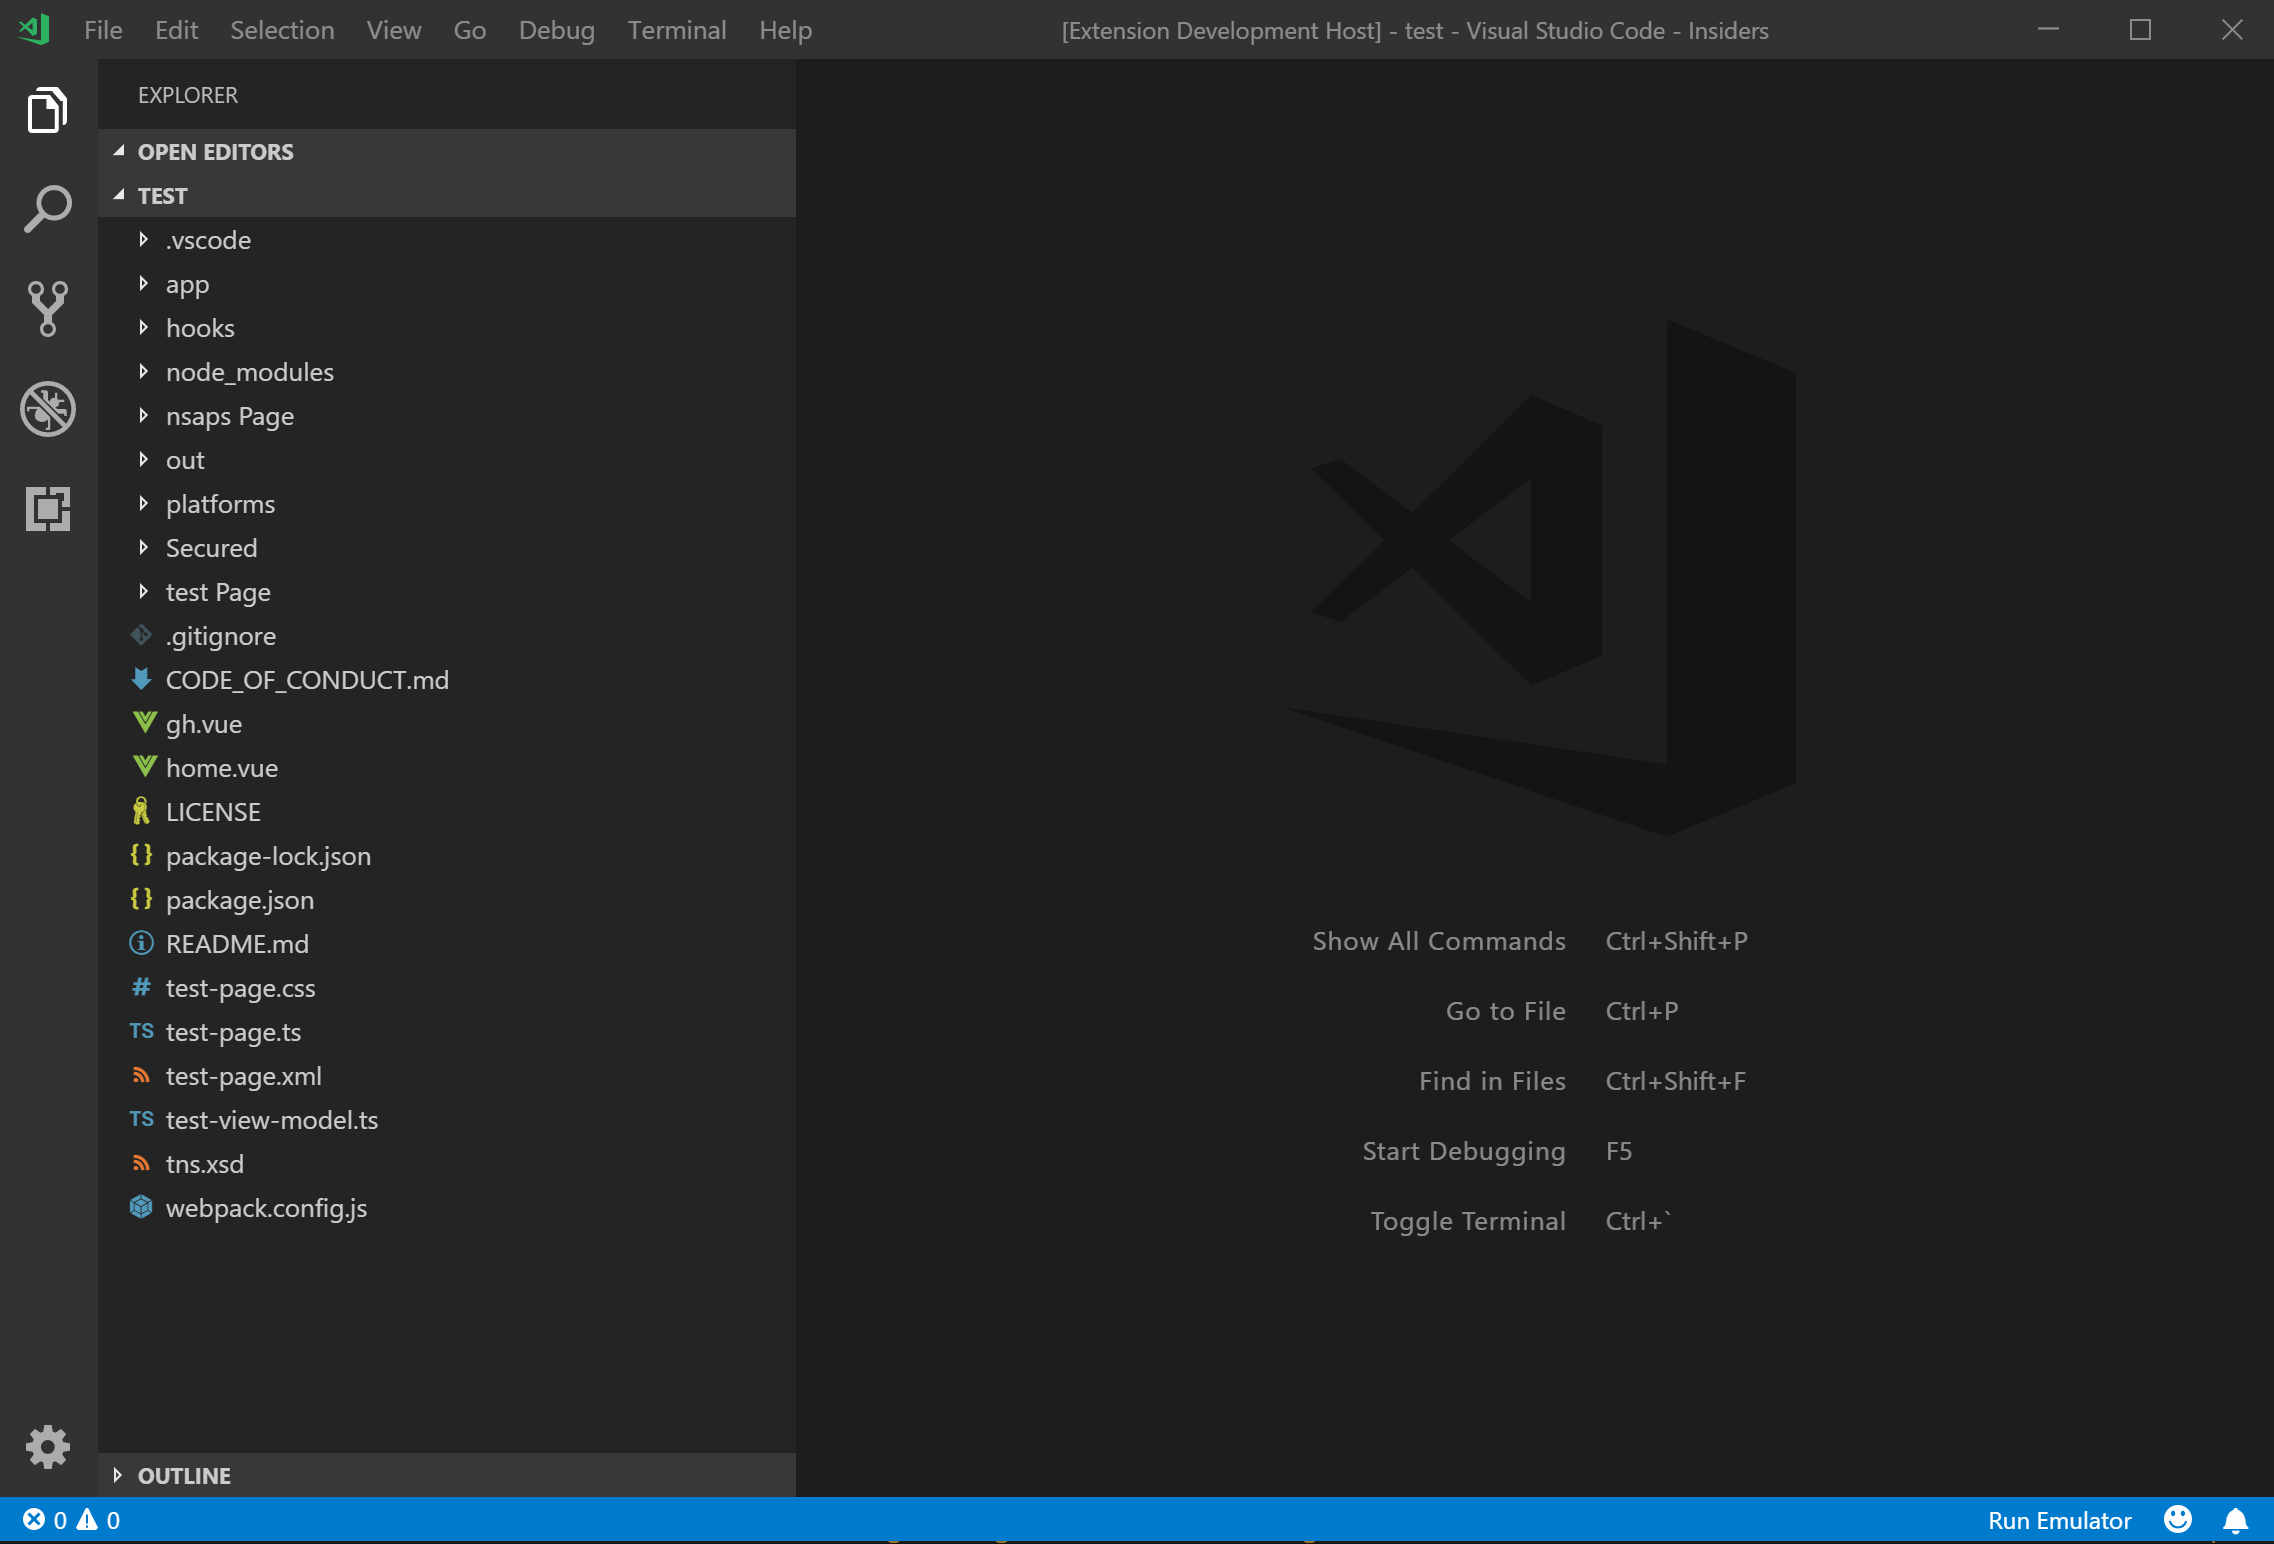 File Edit Selection View Go Debug Terminal Help [Extension Development Host] - test - Visual Studio Code - Insiders
EXPLORER
OPEN EDITORS
TEST
.vscode
app
hooks
node_modules
nsaps Page
out
platforms
Secured
test Page
.gitignore
CODE_OF_CONDUCT.md
gh.vue
home.vue
LICENSE
{} package-lock.json
{} package.json
README.md
# test-page.css
TS test-page.ts
test-page.xml
TS test-view-model.ts
tns.xsd
webpack.config.js
OUTLINE
Show All Commands Ctrl+Shift+P
Go to File Ctrl+P
Find in Files Ctrl+Shift+F
Start Debugging F5
Toggle Terminal Ctrl+`
0 0 Run Emulator